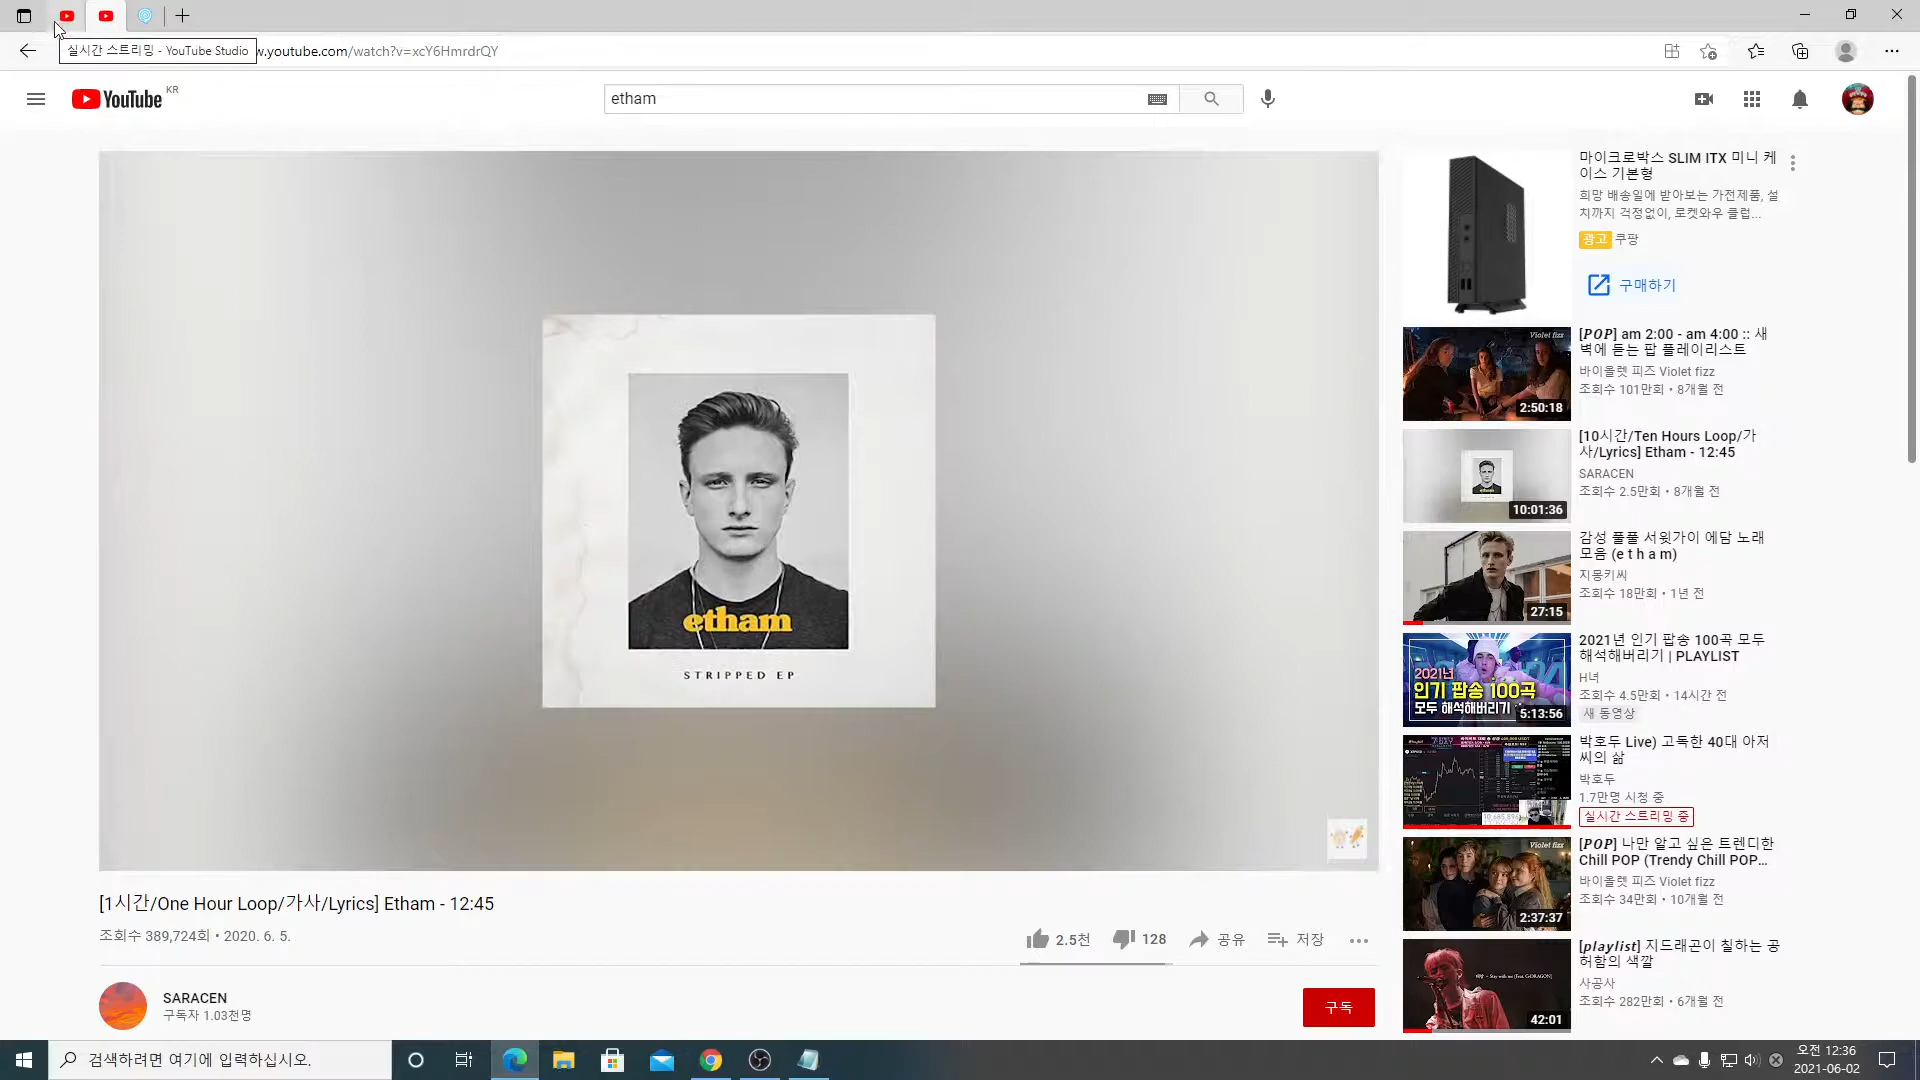 실시간 스트리밍 - YouTube Studio
w.youtube.com/watch?v=xcY6HmrdrQY
YouTube KR
etham
etham
STRIPPED EP
[1시간/One Hour Loop/가사/Lyrics] Etham - 12:45
조회수 389,724회 • 2020. 6. 5.
2.5천
128
공유
저장
SARACEN
구독자 1.03천명
구독
마이크로박스 SLIM ITX 미니 케
이스 기본형
희망 배송일에 받아보는 가전제품, 설
치까지 걱정없이, 로켓와우 클럽...
광고 쿠팡
구매하기
Violet fizz
2:50:18
[POP] am 2:00 - am 4:00 :: 새
벽에 듣는 팝 플레이리스트
바이올렛 피즈 Violet fizz
조회수 101만회 • 8개월 전
10:01:36
[10시간/Ten Hours Loop/가
사/Lyrics] Etham - 12:45
SARACEN
조회수 2.5만회 • 8개월 전
27:15
감성 풀풀 서윗가이 에담 노래
모음 (e t h a m)
지몽키씨
조회수 18만회 • 1년 전
2021년
인기 팝송 100곡
모두 해석해버리기
5:13:56
2021년 인기 팝송 100곡 모두
해석해버리기 | PLAYLIST
H녀
조회수 4.5만회 • 14시간 전
새 동영상
박호두 Live) 고독한 40대 아저
씨의 삶
박호두
1.7만명 시청 중
실시간 스트리밍 중
Violet fizz
2:37:37
[POP] 나만 알고 싶은 트렌디한
Chill POP (Trendy Chill POP...
바이올렛 피즈 Violet fizz
조회수 34만회 • 10개월 전
42:01
[playlist] 지드래곤이 칠하는 공
허함의 색깔
사공사
조회수 282만회 • 6개월 전
검색하려면 여기에 입력하십시오.
오전 12:36
2021-06-02